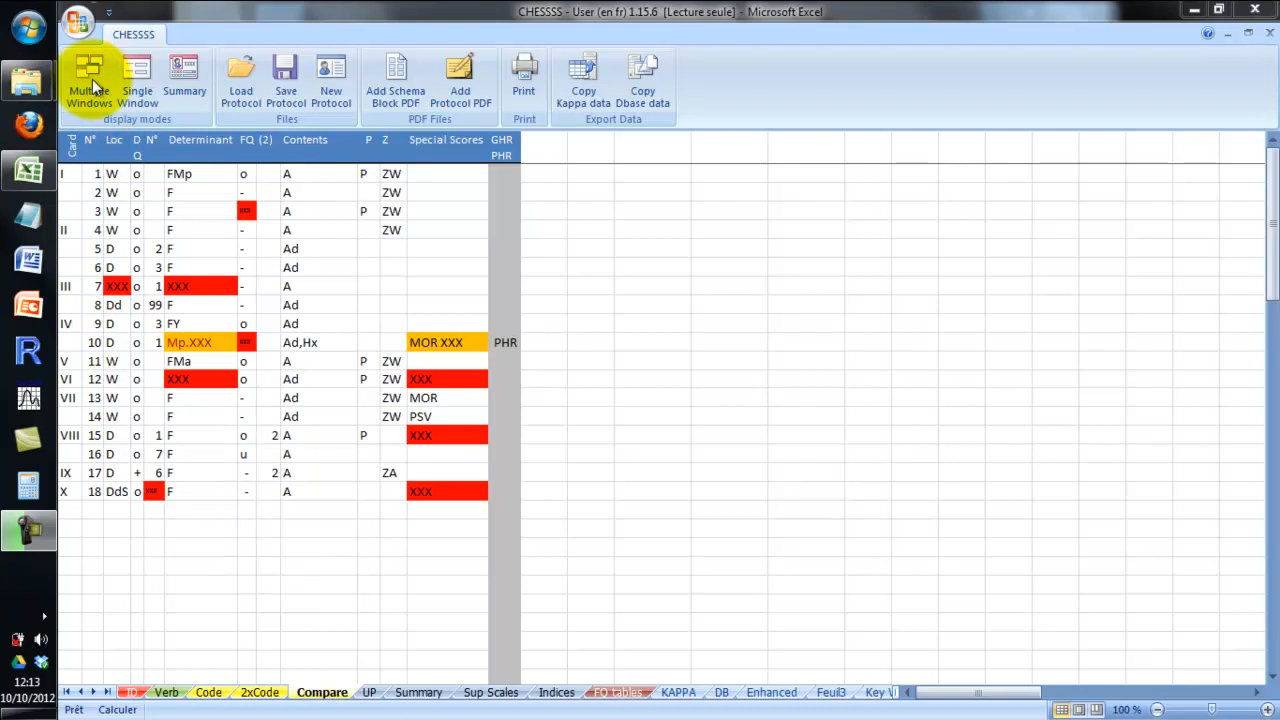 CHESSSS - User (en fr) 1.15.6 [Lecture seule] - Microsoft Excel
CHESSSS
Multiple Windows
Single Window
Summary
Load Protocol
Save Protocol
New Protocol
Add Schema Block PDF
Add Protocol PDF
Print
Copy Kappa data
Copy Dbase data
display modes
Files
PDF Files
Print
Export Data
Card N° Loc D Q N° Determinant FQ (2) Contents P Z Special Scores GHR PHR
I 1 W o FMp o A P ZW
2 W o F - A ZW
3 W o F XXX A P ZW
II 4 W o F - A ZW
5 D o 2 F - Ad
6 D o 3 F - Ad
III 7 XXX o 1 XXX - A
8 Dd o 99 F - Ad
IV 9 D o 3 FY o Ad
10 D o 1 Mp.XXX XXX Ad,Hx MOR XXX PHR
V 11 W o FMa o A P ZW
VI 12 W o XXX o Ad P ZW XXX
VII 13 W o F - Ad ZW MOR
14 W o F - Ad ZW PSV
VIII 15 D o 1 F o 2 A P XXX
16 D o 7 F u A
IX 17 D + 6 F - 2 A ZA
X 18 DdS o XXX F - A XXX
ID Verb Code 2xCode Compare UP Summary Sup Scales Indices FQ tables KAPPA DB Enhanced Feuil3 Key
12:13
10/10/2012
Prêt Calculer
100 %